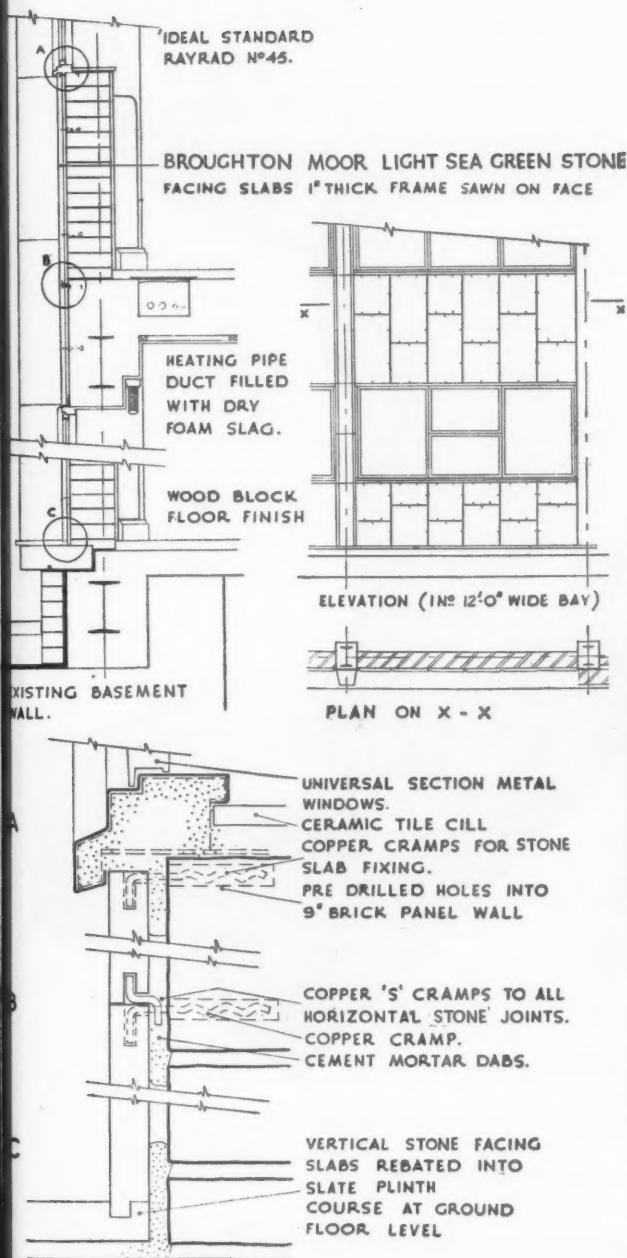 'IDEAL STANDARD
RAYRAD Nº45.
A
BROUGHTON MOOR LIGHT SEA GREEN STONE
FACING SLABS 1" THICK FRAME SAWN ON FACE
B
X
X
HEATING PIPE
DUCT FILLED
WITH DRY
FOAM SLAG.
WOOD BLOCK
FLOOR FINISH
C
ELEVATION (1Nº 12'0" WIDE BAY)
XISTING BASEMENT
WALL.
PLAN ON X - X
A
UNIVERSAL SECTION METAL
WINDOWS.
CERAMIC TILE CILL
COPPER CRAMPS FOR STONE
SLAB FIXING.
PRE DRILLED HOLES INTO
9" BRICK PANEL WALL
B
COPPER 'S' CRAMPS TO ALL
HORIZONTAL STONE JOINTS.
COPPER CRAMP.
CEMENT MORTAR DABS.
C
VERTICAL STONE FACING
SLABS REBATED INTO
SLATE PLINTH
COURSE AT GROUND
FLOOR LEVEL